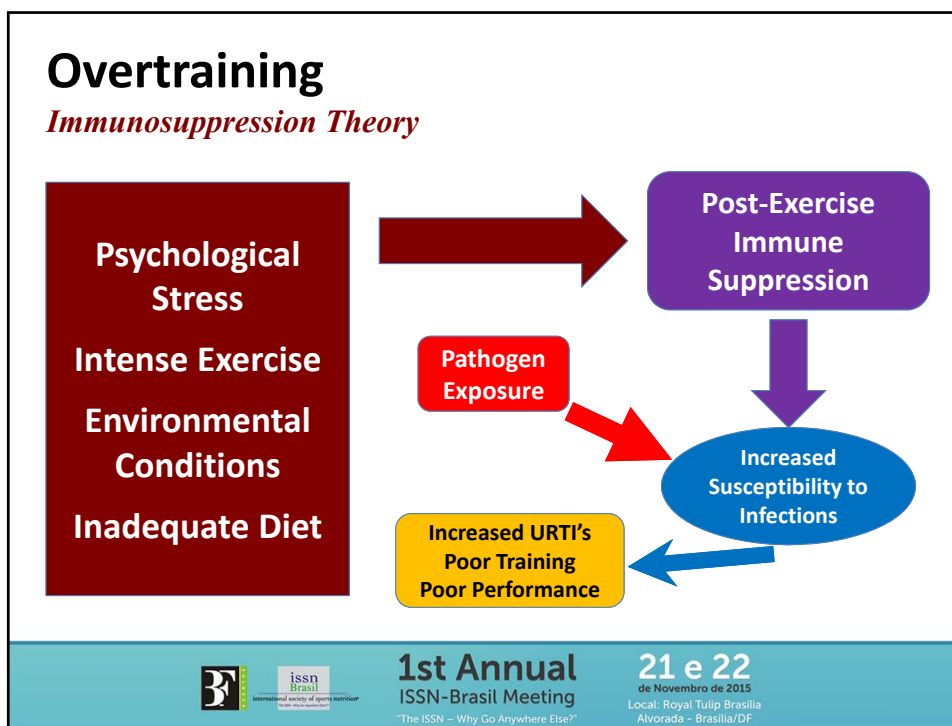 Overtraining
Immunosuppression Theory
Psychological
Stress
Intense Exercise
Environmental
Conditions
Inadequate Diet
Post-Exercise
Immune
Suppression
Pathogen
Exposure
Increased
Susceptibility to
Infections
Increased URTI's
Poor Training
Poor Performance
issn
Brasil
international society of sports nutrition
1st Annual
ISSN-Brasil Meeting
"The ISSN – Why Go Anywhere Else?"
21 e 22
de Novembro de 2015
Local: Royal Tulip Brasília
Alvorada - Brasília/DF